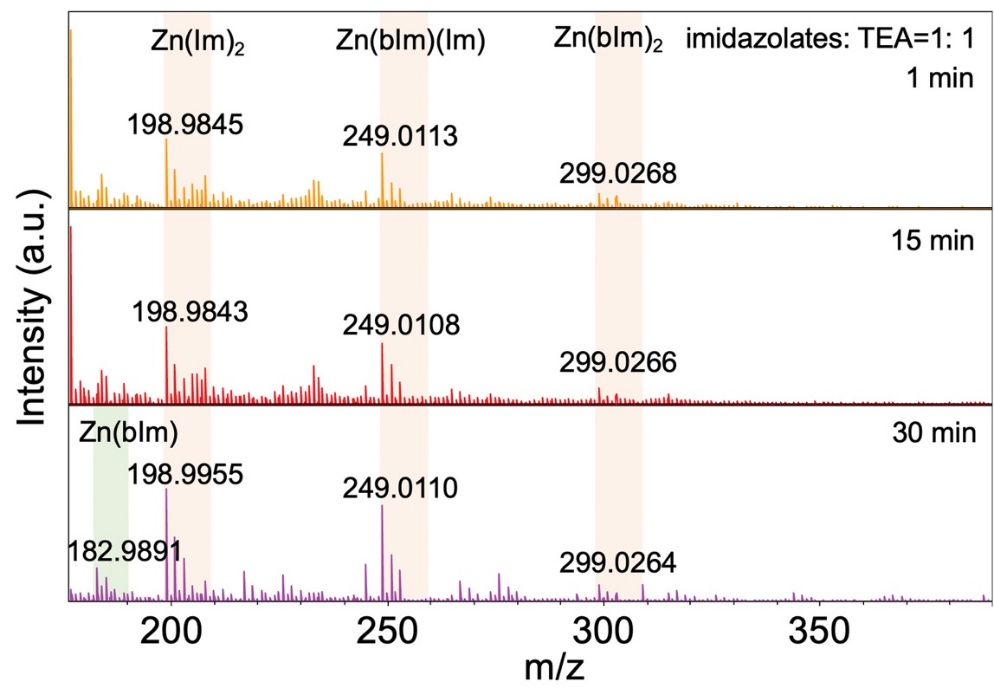 Zn(Im)₂ Zn(bIm)(Im) Zn(bIm)₂ imidazolates: TEA=1: 1
1 min
198.9845 249.0113 299.0268
15 min
198.9843 249.0108 299.0266
Zn(bIm) 30 min
198.9955 249.0110
182.9891 299.0264
Intensity (a.u.)
200 250 300 350
m/z